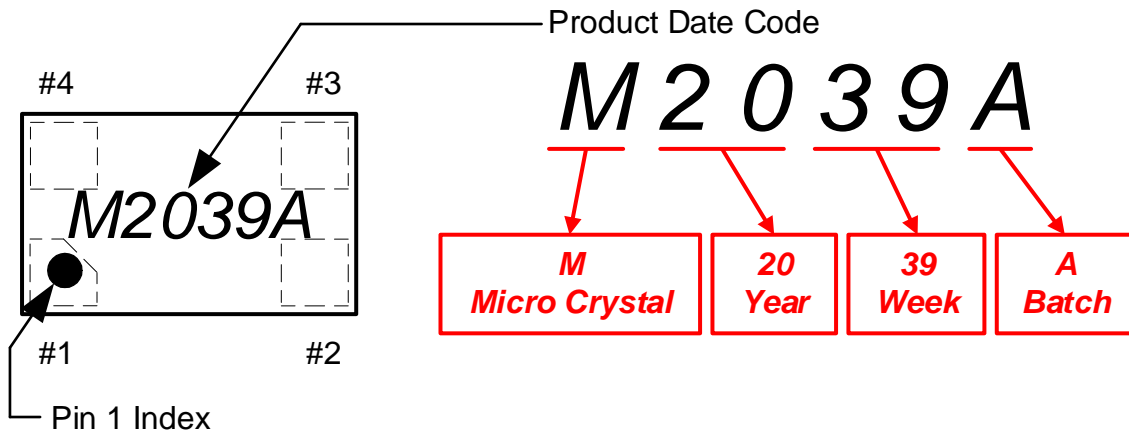 Product Date Code
#4
#3
M2039A
#1
#2
Pin 1 Index
M 2 0 3 9 A
M
Micro Crystal
20
Year
39
Week
A
Batch